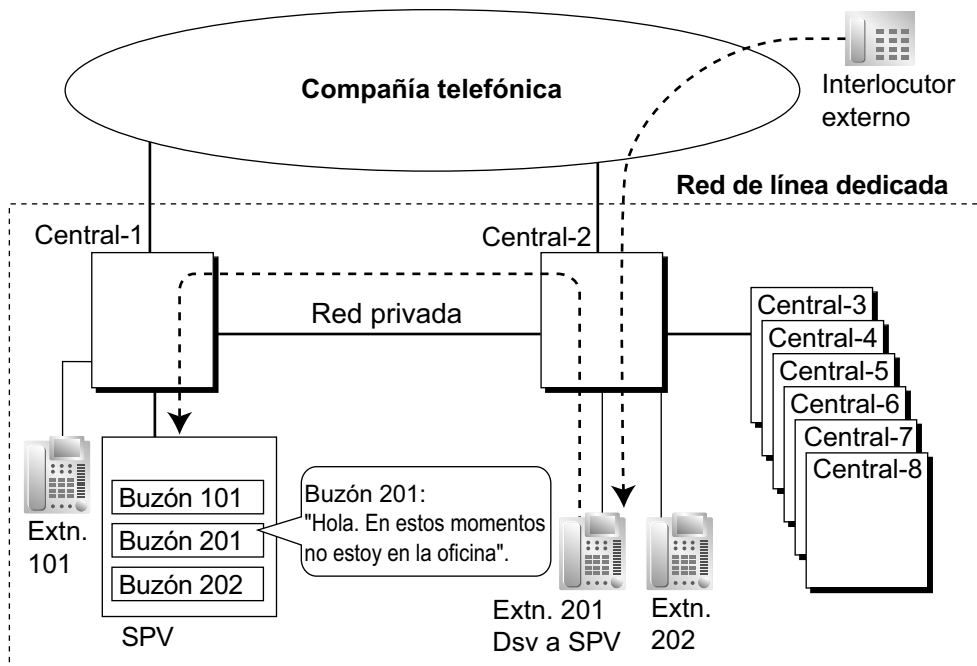 Compañía telefónica
Interlocutor
externo
Red de línea dedicada
Central-1
Central-2
Red privada
Central-3
Central-4
Central-5
Central-6
Central-7
Central-8
Extn.
101
Buzón 101
Buzón 201
Buzón 202
SPV
Buzón 201:
"Hola. En estos momentos
no estoy en la oficina".
Extn. 201
Dsv a SPV
Extn.
202